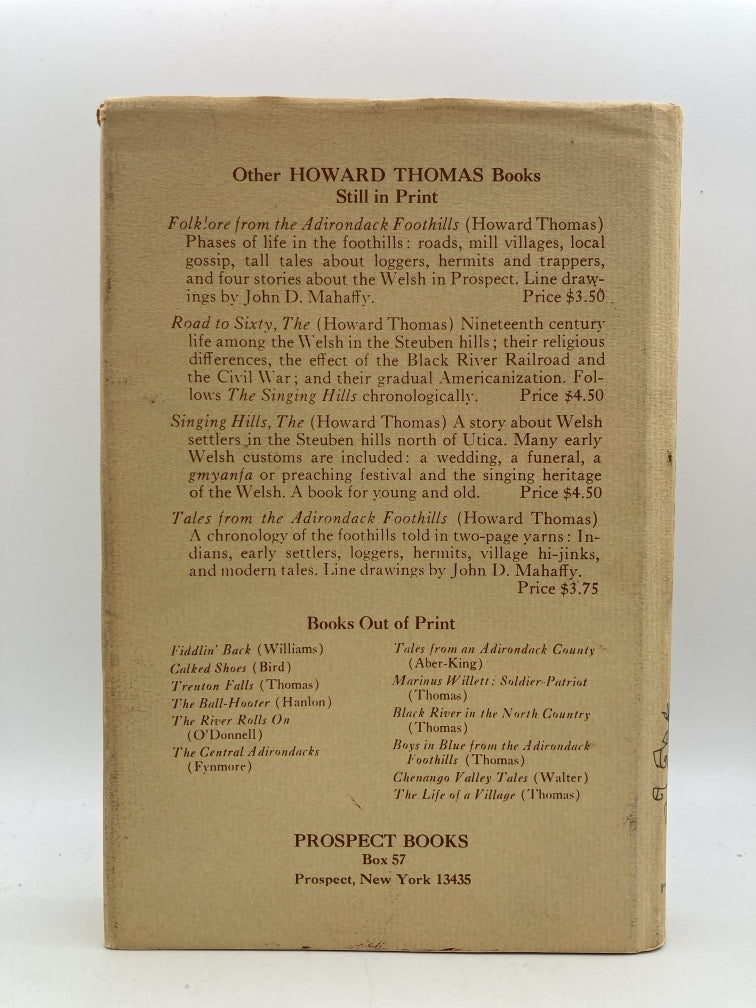 Other HOWARD THOMAS Books
Still in Print
Folklore from the Adirondack Foothills (Howard Thomas)
Phases of life in the foothills: roads, mill villages, local
gossip, tall tales about loggers, hermits and trappers,
and four stories about the Welsh in Prospect. Line draw-
ings by John D. Mahaffy. Price $3.50
Road to Sixty, The (Howard Thomas) Nineteenth century
life among the Welsh in the Steuben hills; their religious
differences, the effect of the Black River Railroad and
the Civil War; and their gradual Americanization. Fol-
lows The Singing Hills chronologically. Price $4.50
Singing Hills, The (Howard Thomas) A story about Welsh
settlers in the Steuben hills north of Utica. Many early
Welsh customs are included: a wedding, a funeral, a
gmyanfa or preaching festival and the singing heritage
of the Welsh. A book for young and old. Price $4.50
Tales from the Adirondack Foothills (Howard Thomas)
A chronology of the foothills told in two-page yarns: In-
dians, early settlers, loggers, hermits, village hi-jinks,
and modern tales. Line drawings by John D. Mahaffy.
Price $3.75
Books Out of Print
Fiddlin' Back (Williams)
Calked Shoes (Bird)
Trenton Falls (Thomas)
The Ball-Hooter (Hanlon)
The River Rolls On
(O'Donnell)
The Central Adirondacks
(Fynmore)
Tales from an Adirondack County
(Aber-King)
Marinus Willett: Soldier-Patriot
(Thomas)
Black River in the North Country
(Thomas)
Boys in Blue from the Adirondack
Foothills (Thomas)
Chenango Valley Tales (Walter)
The Life of a Village (Thomas)
PROSPECT BOOKS
Box 57
Prospect, New York 13435